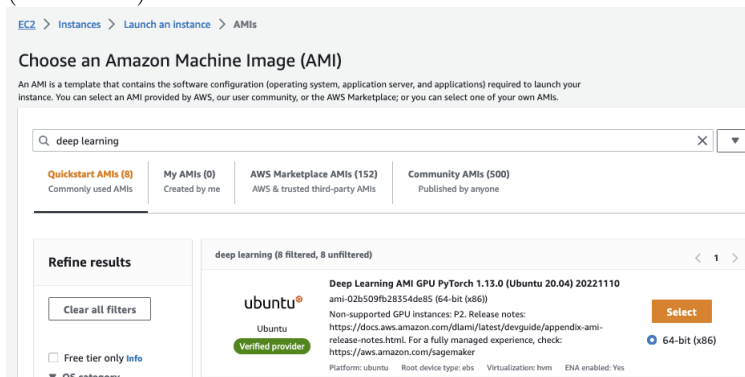 EC2 > Instances > Launch an instance > AMIs
Choose an Amazon Machine Image (AMI)
An AMI is a template that contains the software configuration (operating system, application server, and applications) required to launch your
instance. You can select an AMI provided by AWS, our user community, or the AWS Marketplace; or you can select one of your own AMIs.
deep learning
Quickstart AMIs (8)
Commonly used AMIs
My AMIs (0)
Created by me
AWS Marketplace AMIs (152)
AWS & trusted third-party AMIs
Community AMIs (500)
Published by anyone
Refine results
Clear all filters
Free tier only Info
OS category
deep learning (8 filtered, 8 unfiltered)
< 1 >
ubuntu
Ubuntu
Verified provider
Deep Learning AMI GPU PyTorch 1.13.0 (Ubuntu 20.04) 20221110
ami-02b509fb28354de85 (64-bit (x86))
Non-supported GPU instances: P2. Release notes:
https://docs.aws.amazon.com/dlami/latest/devguide/appendix-ami-
release-notes.html. For a fully managed experience, check:
https://aws.amazon.com/sagemaker
Platform: ubuntu Root device type: ebs Virtualization: hvm ENA enabled: Yes
Select
64-bit (x86)